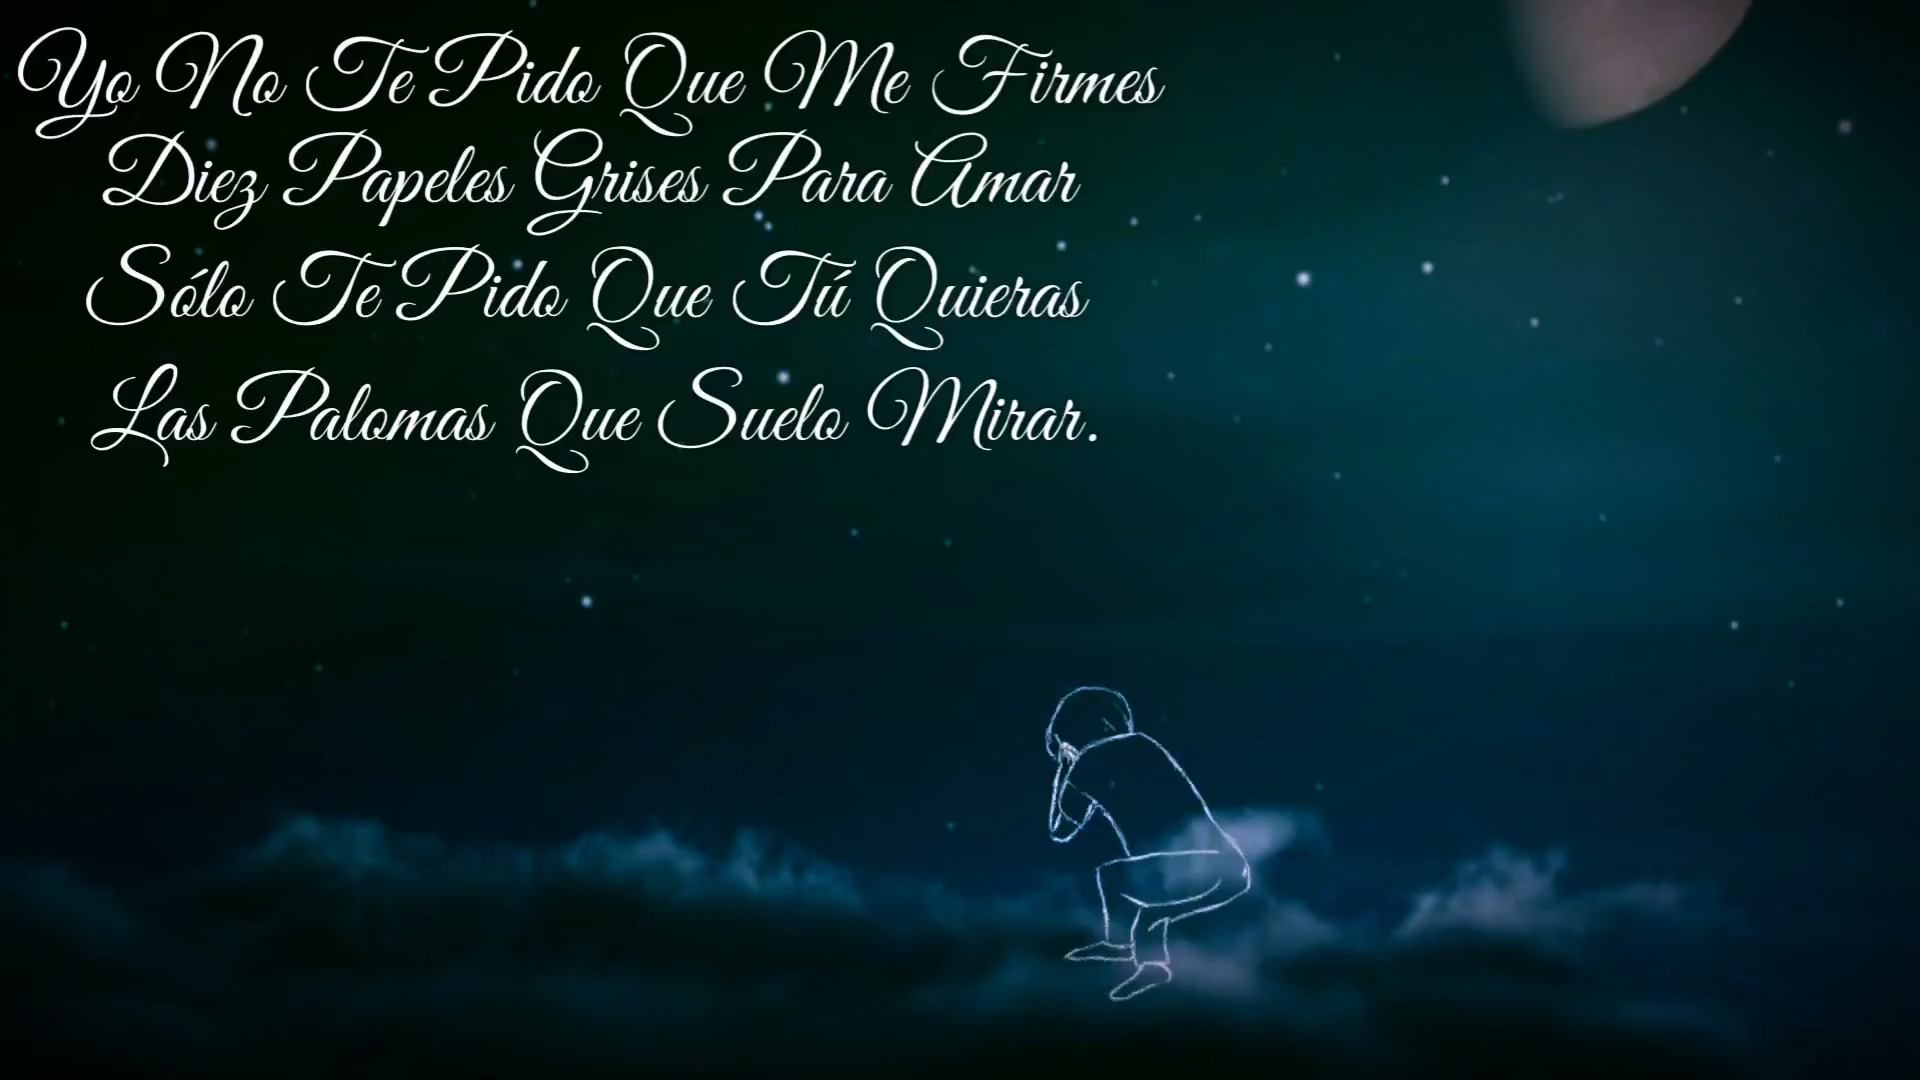 Yo No Te Pido Que Me Firmes
Diez Papeles Grises Para Amar
Sólo Te Pido Que Tú Quieras
Las Palomas Que Suelo Mirar.